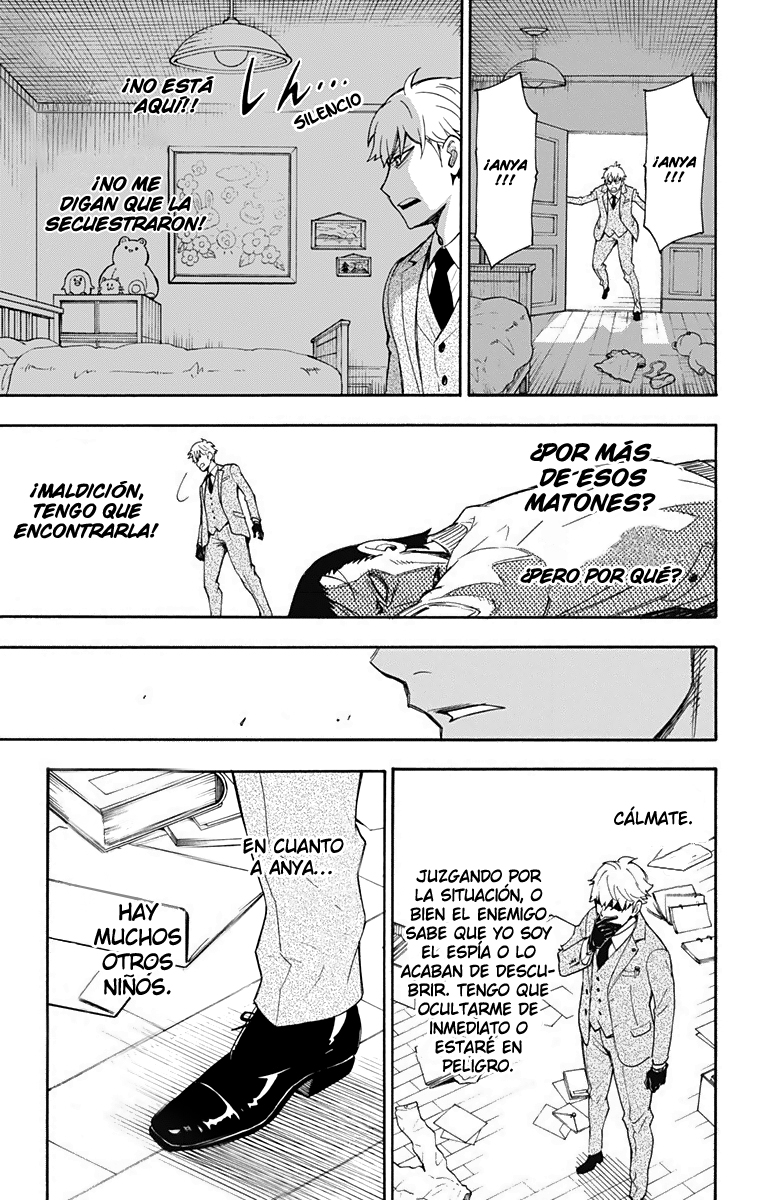 ¡ANYA
!!!
¡ANYA
!!!
しん...
SILENCIO
¡NO ESTÁ
AQUÍ!!
¡NO ME
DIGAN QUE LA
SECUESTRARON!
¿POR MÁS
DE ESOS
MATONES?
¿PERO POR QUÉ?
¡MALDICIÓN,
TENGO QUE
ENCONTRARLA!
CÁLMATE.
JUZGANDO POR
LA SITUACIÓN, O
BIEN EL ENEMIGO
SABE QUE YO SOY
EL ESPÍA O LO
ACABAN DE DESCU-
BRIR. TENGO QUE
OCULTARME DE
INMEDIATO O
ESTARÉ EN
PELIGRO.
EN CUANTO
A ANYA...
HAY
MUCHOS
OTROS
NIÑOS.